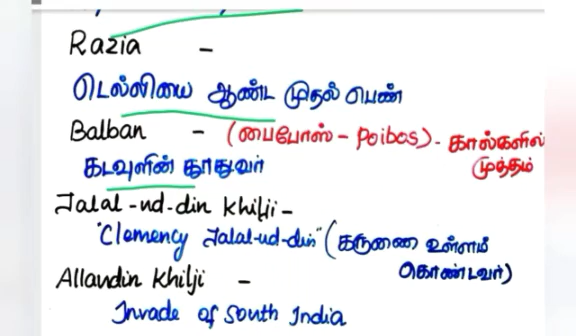 Razia -
டெல்லியை ஆண்ட முதல் பெண்
Balban - (பைபோஸ் - Poibos) - கால்களில் முத்தம்
கடவுளின் தூதுவர்
Jalal-ud-din Khilji -
"Clemency Jalal-ud-din" (கருணை உள்ளம் கொண்டவர்)
Allaudin Khilji -
Invade of South India